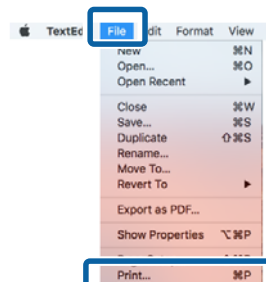 TextEd File dit Format View
New ⌘N
Open... ⌘O
Open Recent ▶
Close ⌘W
Save... ⌘S
Duplicate ⇧⌘S
Rename...
Move To...
Revert To ▶
Export as PDF...
Show Properties ⌥⌘P
Print... ⌘P